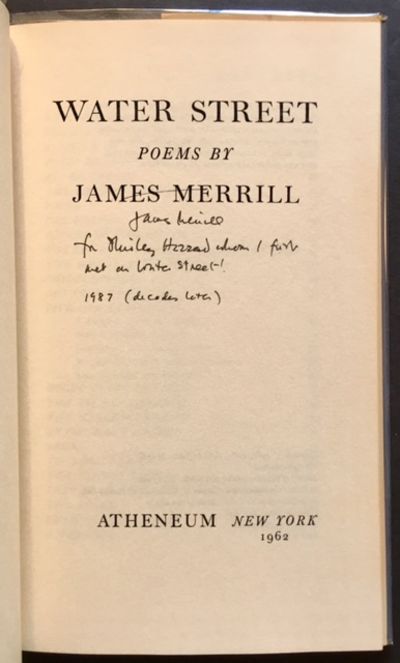 WATER STREET
POEMS BY
JAMES MERRILL
James Merrill
for Shirley Hazzard whom I first
met on Water Street!
1987 (decades later)
ATHENEUM NEW YORK
1962